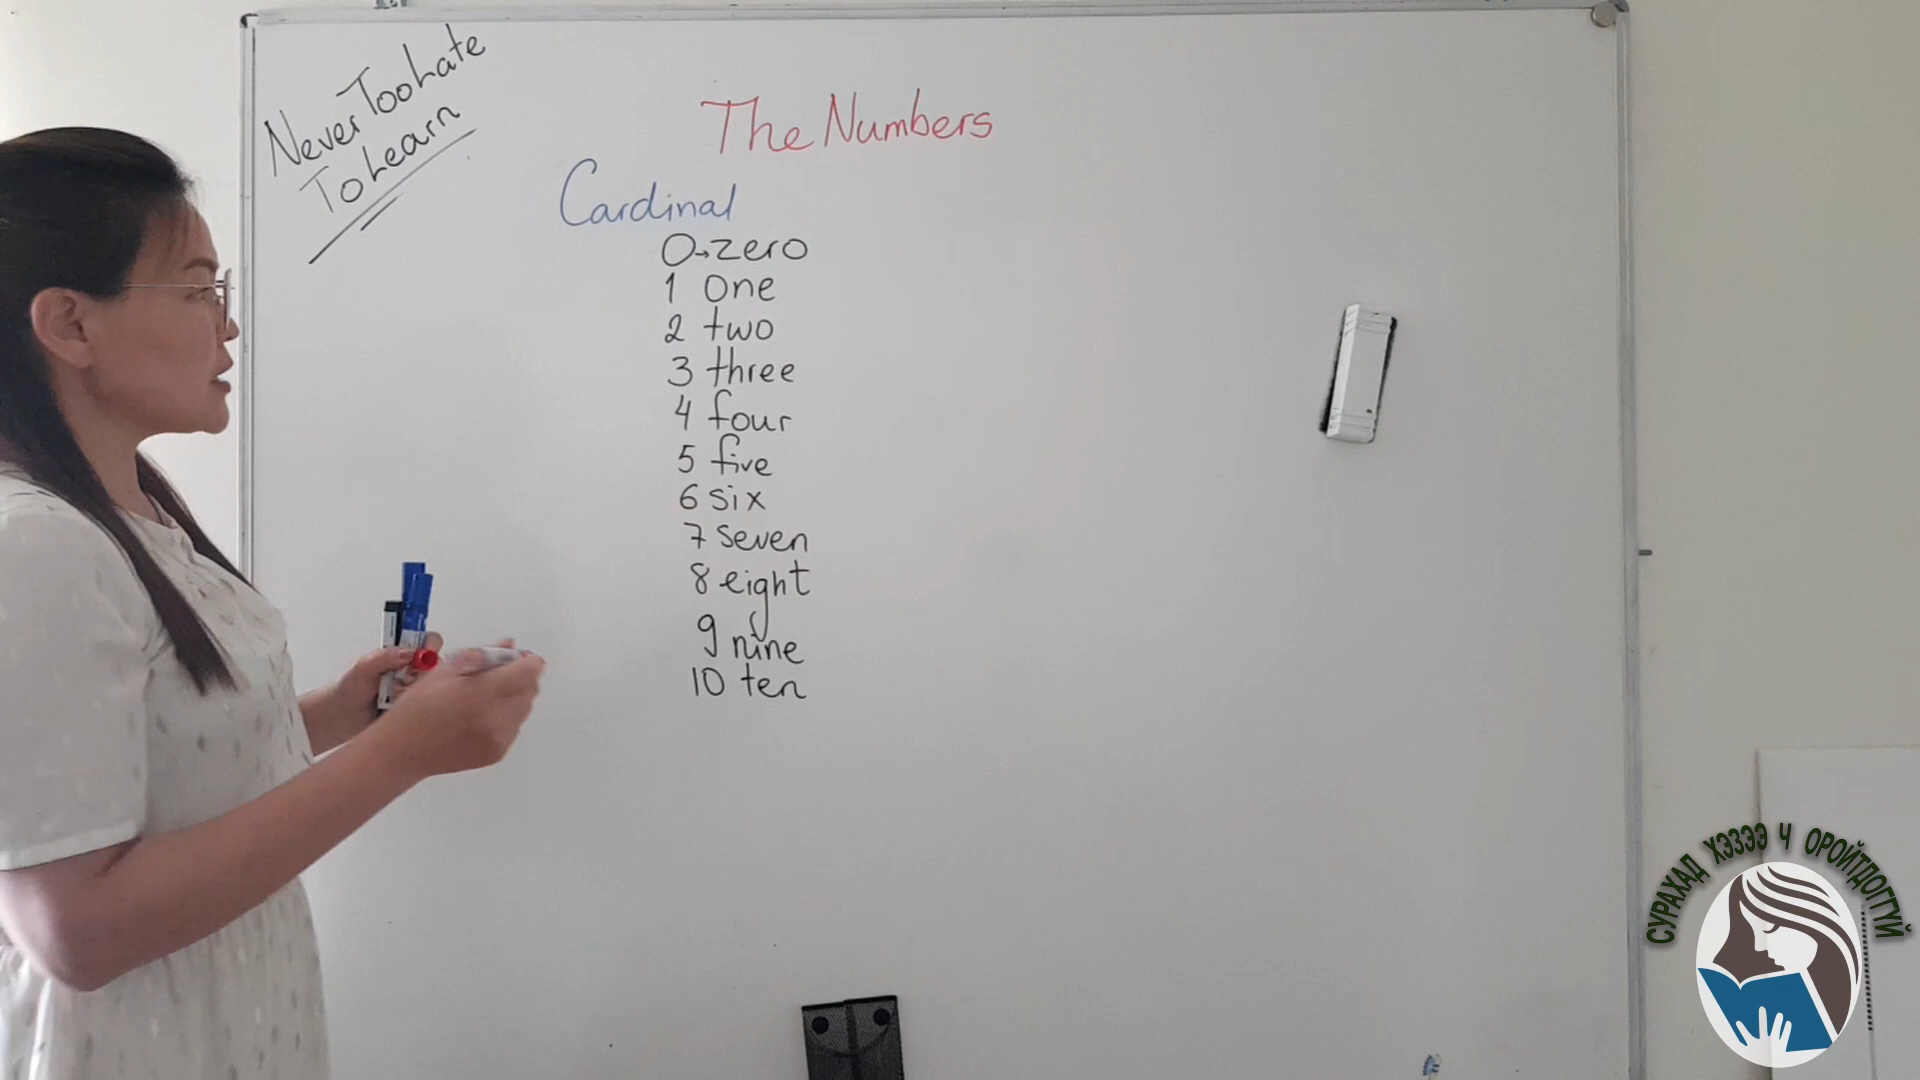 Never Too Late
To Learn
The Numbers
Cardinal
0→zero
1 one
2 two
3 three
4 four
5 five
6 six
7 seven
8 eight
9 nine
10 ten
СУРАХАД ХЭЗЭЭ Ч ОРОЙТДОГГҮЙ